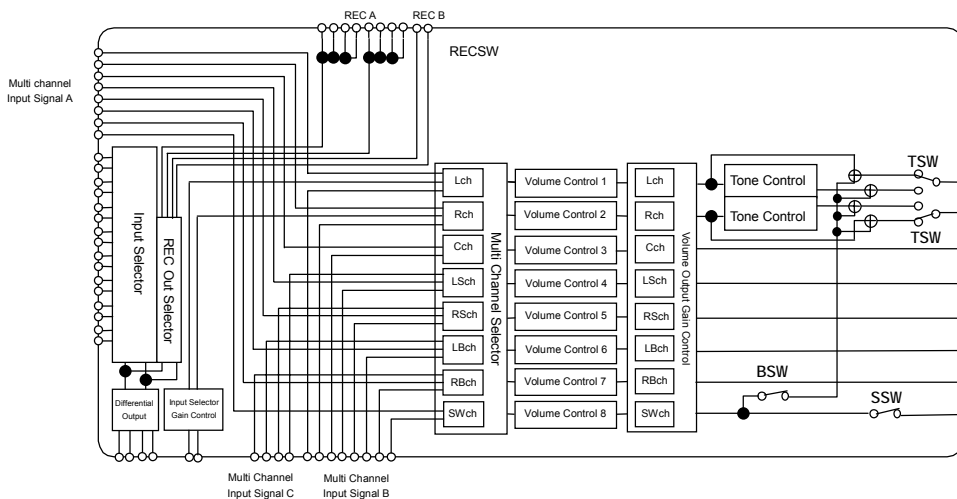 REC A
REC B
RECSW
Multi channel
Input Signal A
Input Selector
REC Out Selector
Differential
Output
Input Selector
Gain Control
Multi Channel
Input Signal C
Multi Channel
Input Signal B
Lch
Rch
Cch
LSch
RSch
LBch
RBch
SWch
Multi Channel Selector
Volume Control 1
Volume Control 2
Volume Control 3
Volume Control 4
Volume Control 5
Volume Control 6
Volume Control 7
Volume Control 8
Lch
Rch
Cch
LSch
RSch
LBch
RBch
SWch
Volume Output Gain Control
Tone Control
Tone Control
TSW
TSW
BSW
SSW